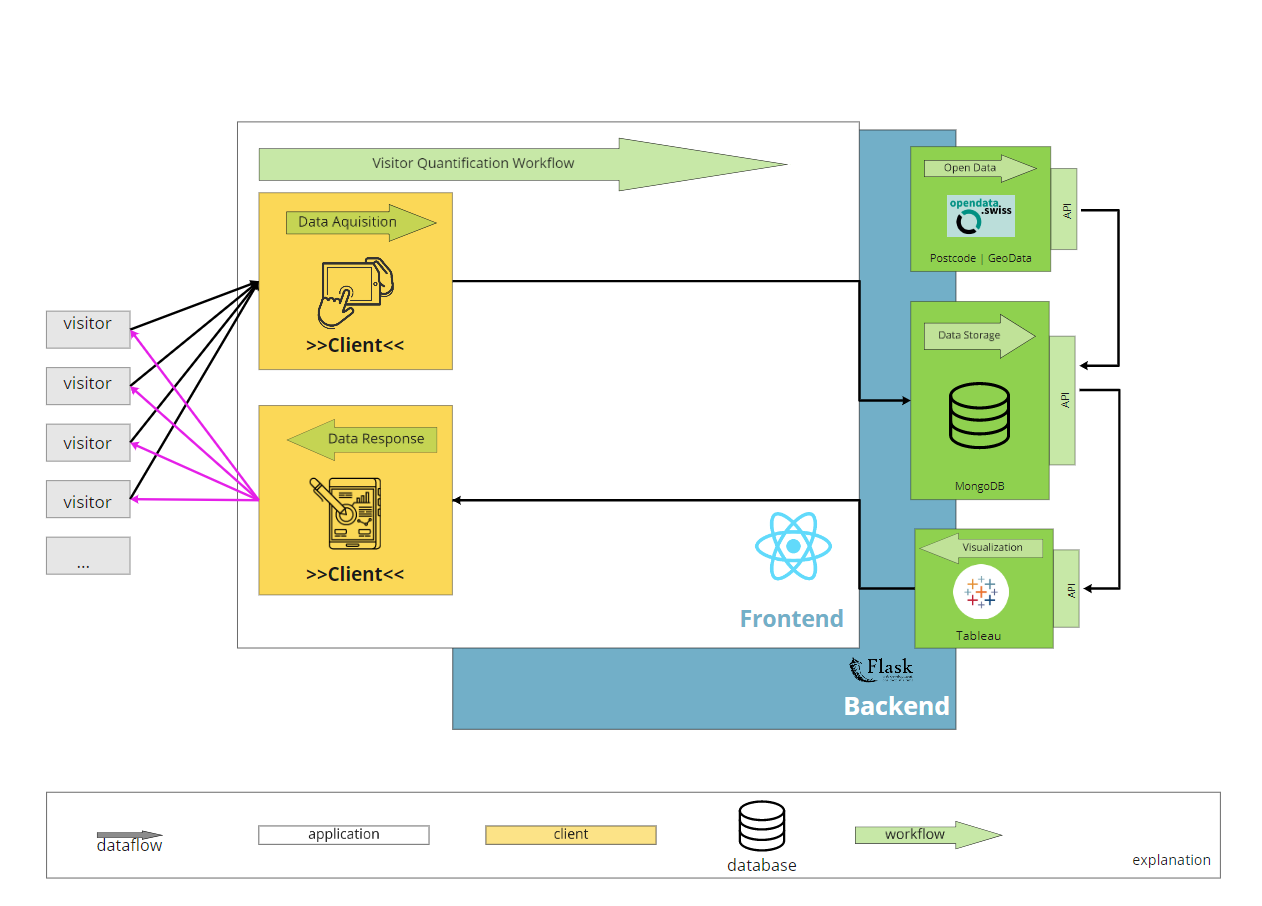 Visitor Quantification Workflow
Data Aquisition
>>Client<<
visitor
visitor
visitor
visitor
...
Data Response
>>Client<<
Frontend
Flask
Backend
Open Data
opendata
.swiss
Postcode | GeoData
API
Data Storage
MongoDB
API
Visualization
Tableau
API
dataflow
application
client
database
workflow
explanation